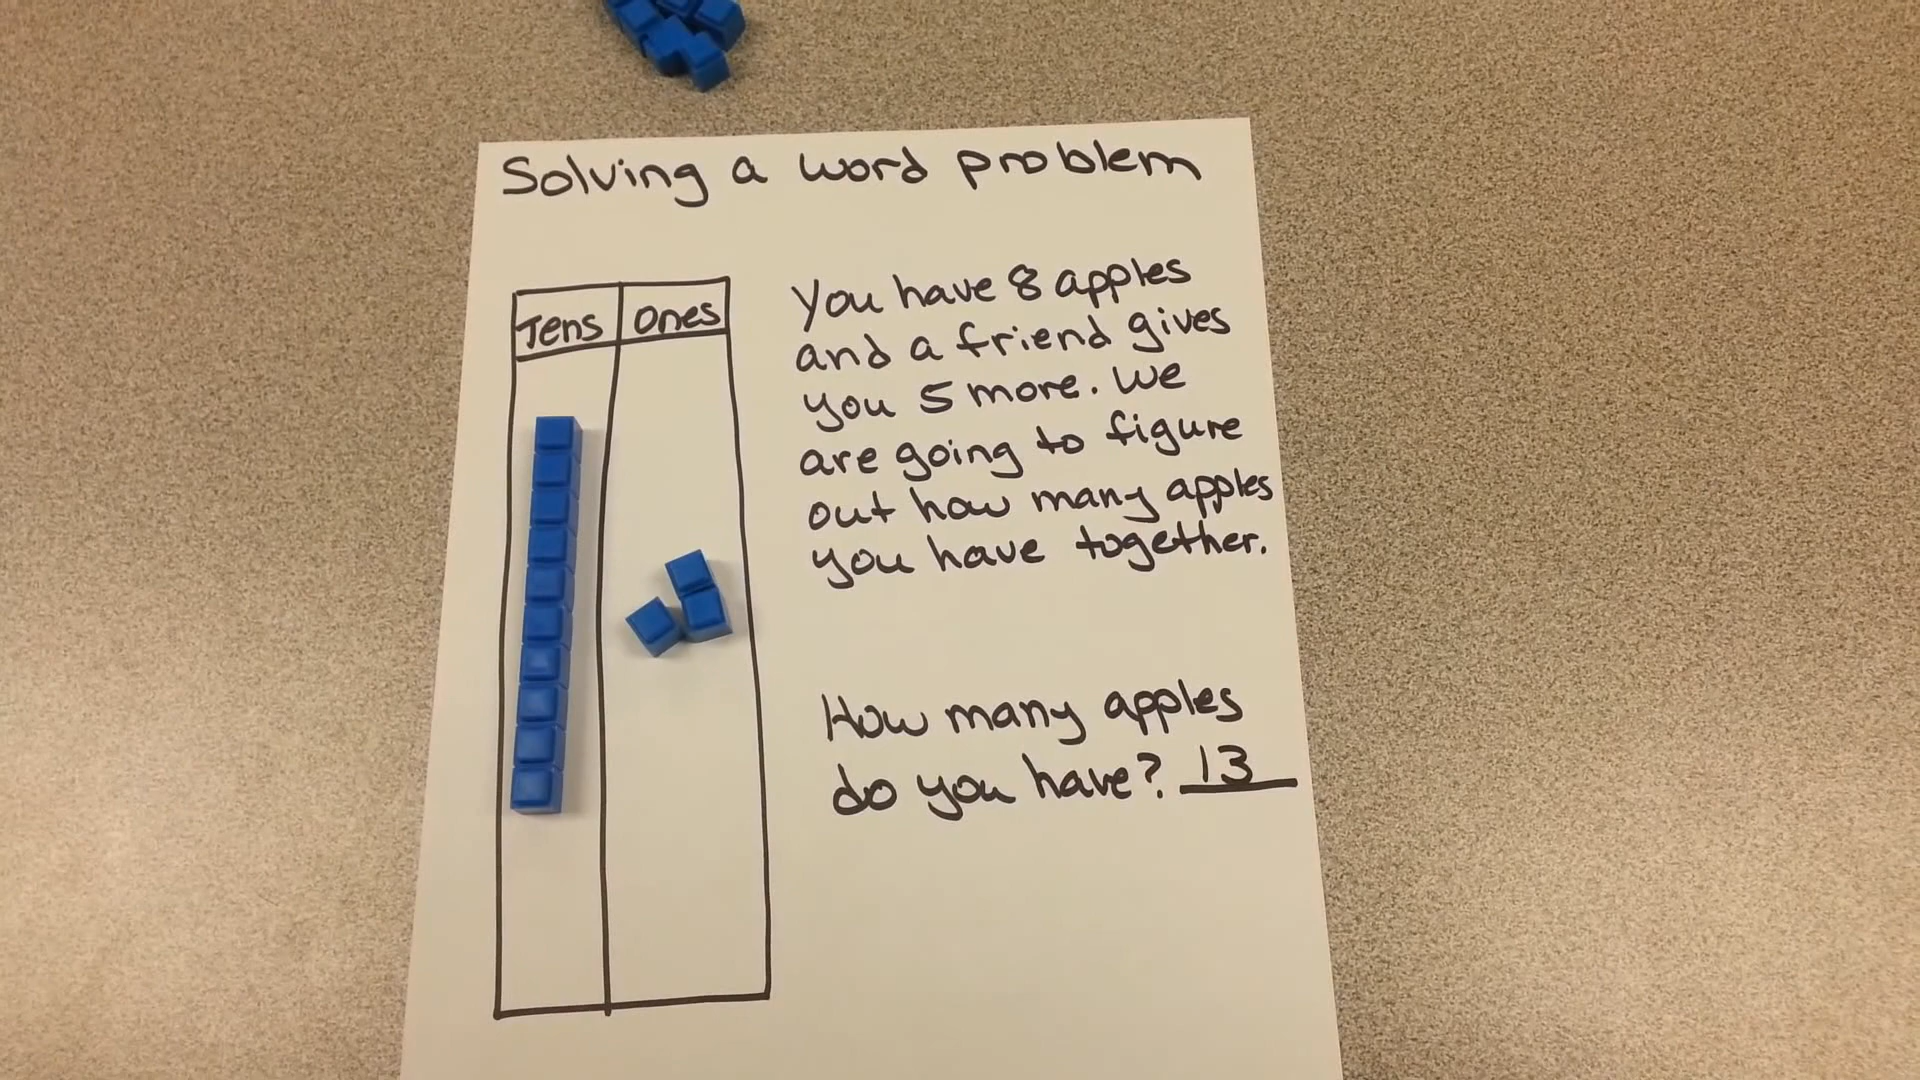 Solving a word problem
Tens Ones
You have 8 apples
and a friend gives
you 5 more. We
are going to figure
out how many apples
you have together.
How many apples
do you have? 13